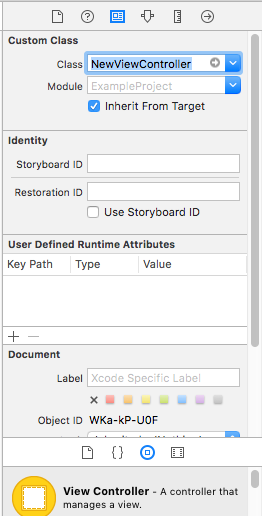 Custom Class
Class NewViewController
Module ExampleProject
Inherit From Target
Identity
Storyboard ID
Restoration ID
Use Storyboard ID
User Defined Runtime Attributes
Key Path Type Value
Document
Label Xcode Specific Label
Object ID WKa-kP-U0F
View Controller - A controller that
manages a view.